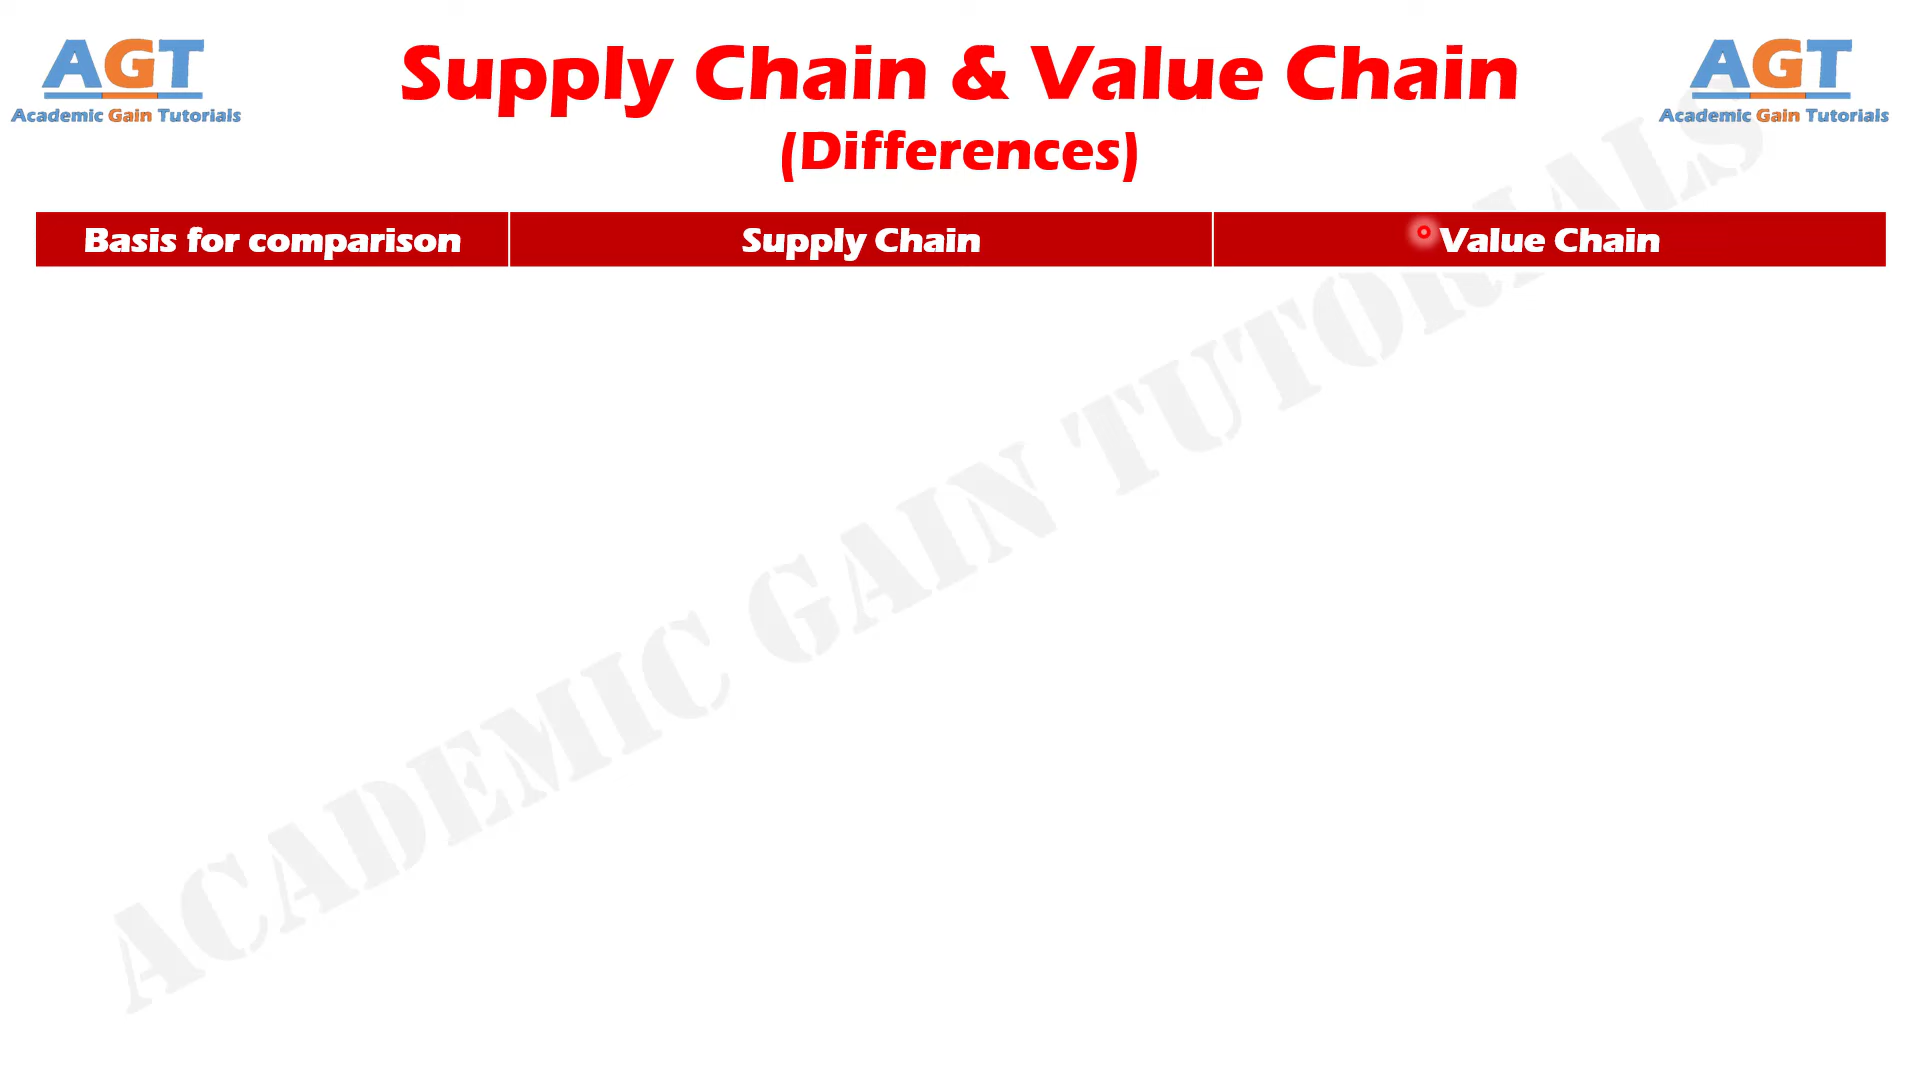 AGT
Academic Gain Tutorials
Supply Chain & Value Chain
(Differences)
AGT
Academic Gain Tutorials
Basis for comparison
Supply Chain
Value Chain
ACADEMIC GAIN TUTORIALS